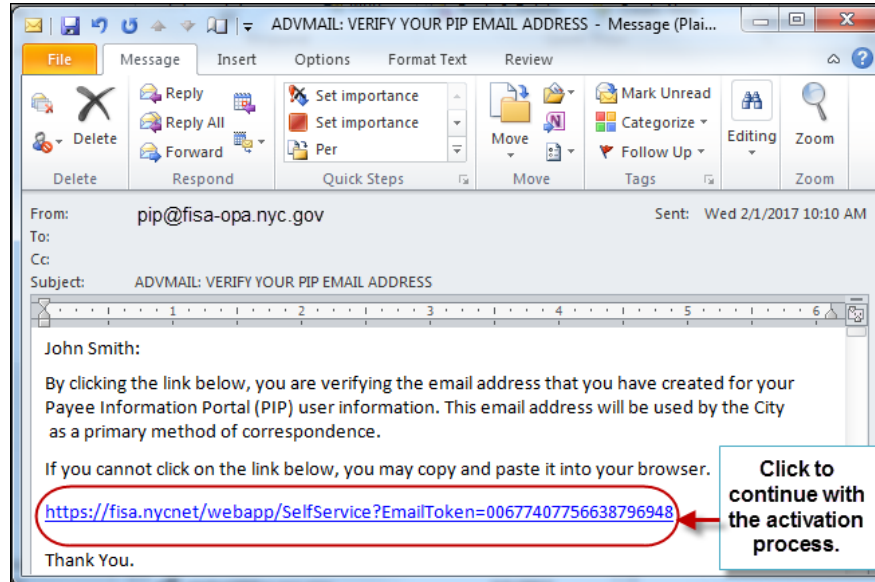 ADVMAIL: VERIFY YOUR PIP EMAIL ADDRESS - Message (Plai...
File Message Insert Options Format Text Review
Delete
Reply
Reply All
Forward
Set importance
Set importance
Per
Move
Mark Unread
Categorize
Follow Up
Editing
Zoom
Delete Respond Quick Steps Move Tags Zoom
From: pip@fisa-opa.nyc.gov Sent: Wed 2/1/2017 10:10 AM
To:
Cc:
Subject: ADVMAIL: VERIFY YOUR PIP EMAIL ADDRESS
1 2 3 4 5 6
John Smith:
By clicking the link below, you are verifying the email address that you have created for your
Payee Information Portal (PIP) user information. This email address will be used by the City
as a primary method of correspondence.
If you cannot click on the link below, you may copy and paste it into your browser.
https://fisa.nycnet/webapp/SelfService?EmailToken=00677407756638796948
Click to
continue with
the activation
process.
Thank You.